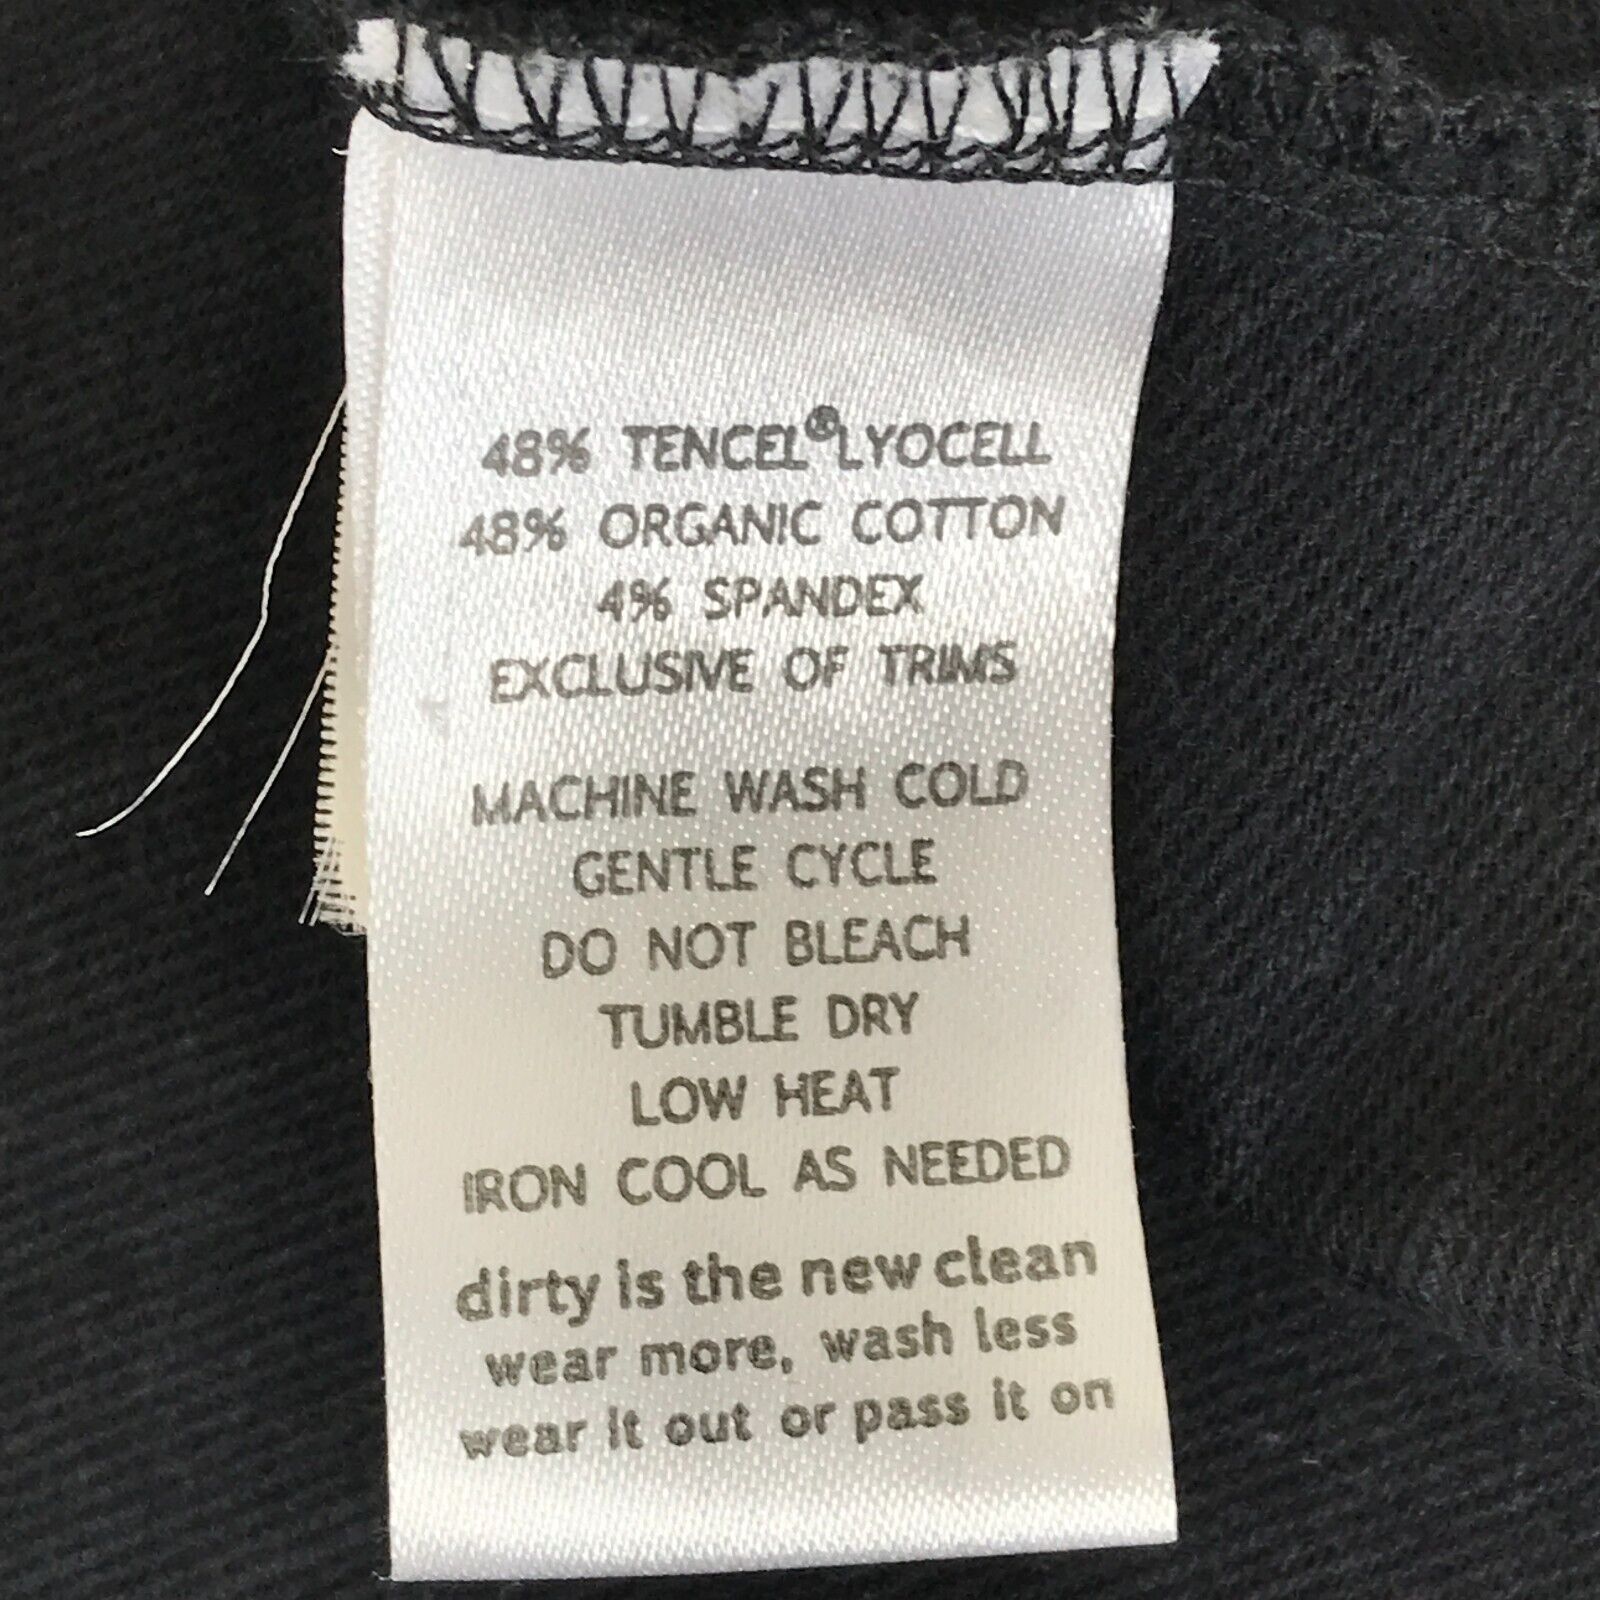 48% TENCEL® LYOCELL
48% ORGANIC COTTON
4% SPANDEX
EXCLUSIVE OF TRIMS
MACHINE WASH COLD
GENTLE CYCLE
DO NOT BLEACH
TUMBLE DRY
LOW HEAT
IRON COOL AS NEEDED
dirty is the new clean
wear more, wash less
wear it out or pass it on